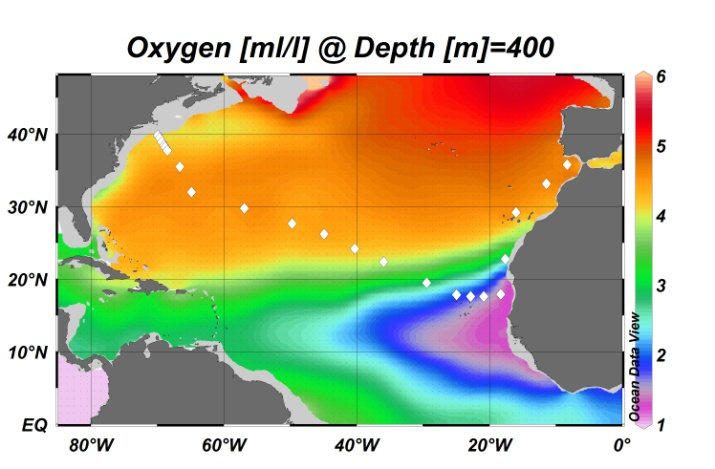 Oxygen [ml/l] @ Depth [m]=400
6
5
4
3
2
1
Ocean Data View
40°N
30°N
20°N
10°N
EQ
80°W
60°W
40°W
20°W
0°